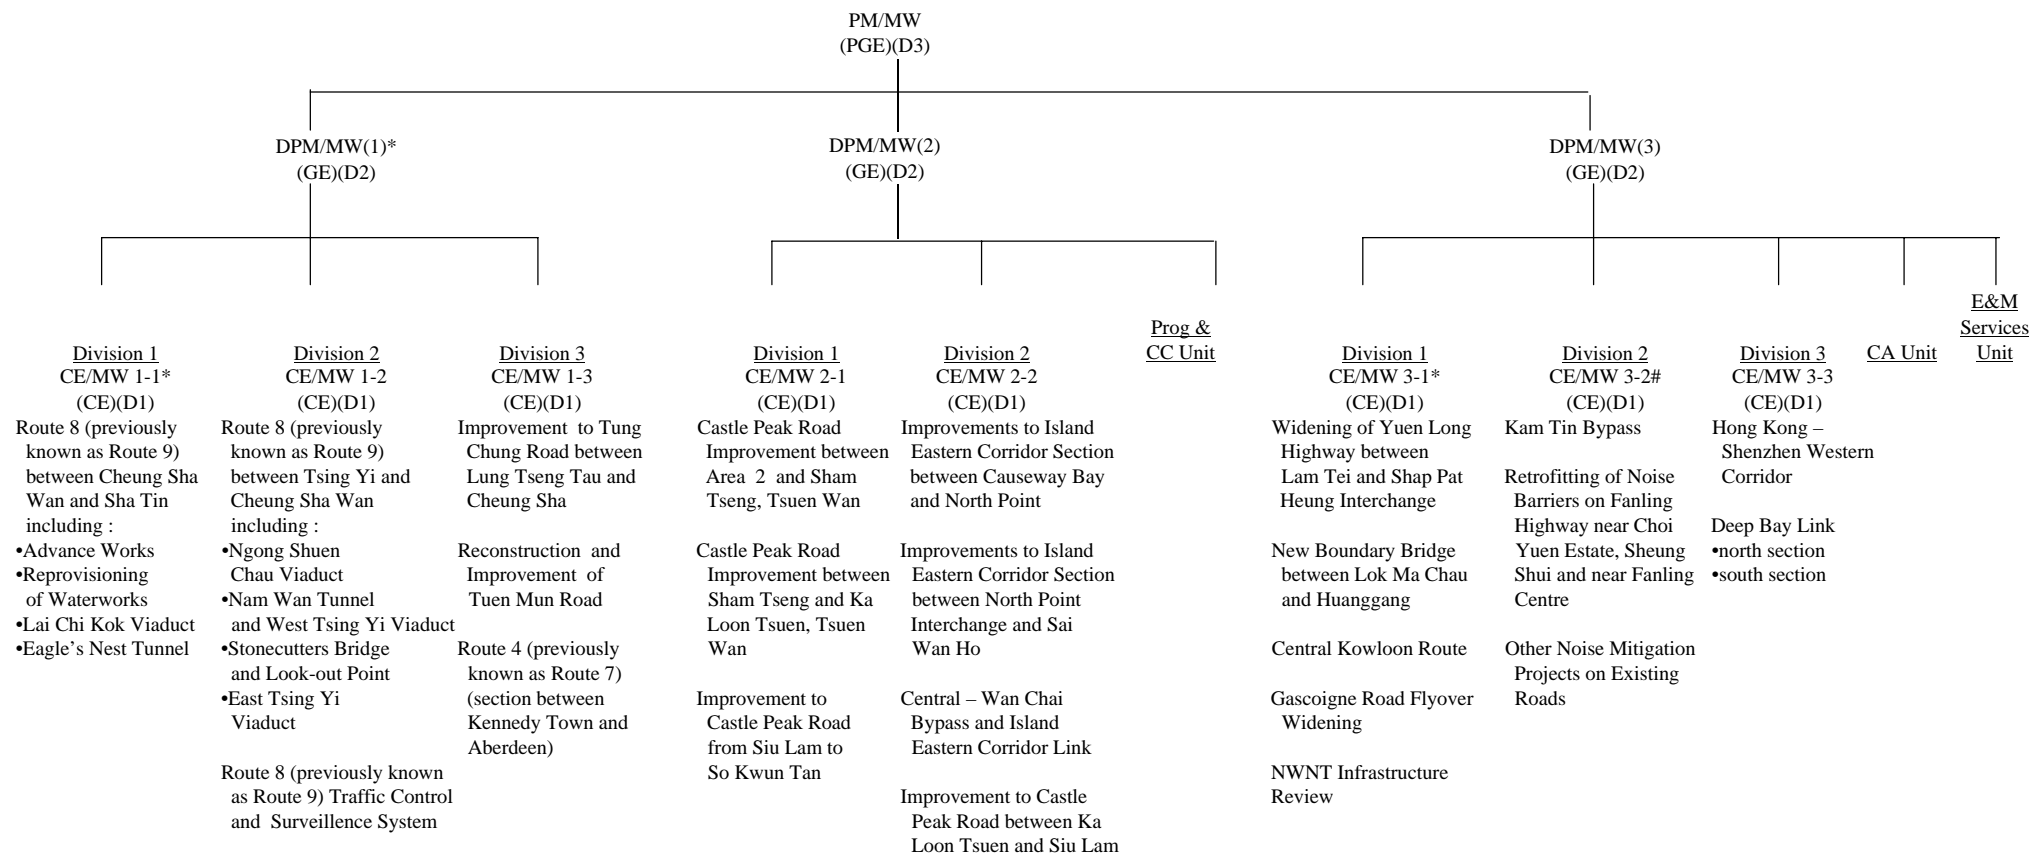 PM/MW
(PGE)(D3)
DPM/MW(1)*
(GE)(D2)
DPM/MW(2)
(GE)(D2)
DPM/MW(3)
(GE)(D2)
Division 1
CE/MW 1-1*
(CE)(D1)
Route 8 (previously
known as Route 9)
between Cheung Sha
Wan and Sha Tin
including :
•Advance Works
•Reprovisioning
of Waterworks
•Lai Chi Kok Viaduct
•Eagle’s Nest Tunnel
Division 2
CE/MW 1-2
(CE)(D1)
Route 8 (previously
known as Route 9)
between Tsing Yi and
Cheung Sha Wan
including :
•Ngong Shuen
Chau Viaduct
•Nam Wan Tunnel
and West Tsing Yi Viaduct
•Stonecutters Bridge
and Look-out Point
•East Tsing Yi
Viaduct
Route 8 (previously known
as Route 9) Traffic Control
and Surveillence System
Division 3
CE/MW 1-3
(CE)(D1)
Improvement to Tung
Chung Road between
Lung Tseng Tau and
Cheung Sha
Reconstruction and
Improvement of
Tuen Mun Road
Route 4 (previously
known as Route 7)
(section between
Kennedy Town and
Aberdeen)
Division 1
CE/MW 2-1
(CE)(D1)
Castle Peak Road
Improvement between
Area 2 and Sham
Tseng, Tsuen Wan
Castle Peak Road
Improvement between
Sham Tseng and Ka
Loon Tsuen, Tsuen
Wan
Improvement to
Castle Peak Road
from Siu Lam to
So Kwun Tan
Division 2
CE/MW 2-2
(CE)(D1)
Improvements to Island
Eastern Corridor Section
between Causeway Bay
and North Point
Improvements to Island
Eastern Corridor Section
between North Point
Interchange and Sai
Wan Ho
Central – Wan Chai
Bypass and Island
Eastern Corridor Link
Improvement to Castle
Peak Road between Ka
Loon Tsuen and Siu Lam
Prog &
CC Unit
Division 1
CE/MW 3-1*
(CE)(D1)
Widening of Yuen Long
Highway between
Lam Tei and Shap Pat
Heung Interchange
New Boundary Bridge
between Lok Ma Chau
and Huanggang
Central Kowloon Route
Gascoigne Road Flyover
Widening
NWNT Infrastructure
Review
Division 2
CE/MW 3-2#
(CE)(D1)
Kam Tin Bypass
Retrofitting of Noise
Barriers on Fanling
Highway near Choi
Yuen Estate, Sheung
Shui and near Fanling
Centre
Other Noise Mitigation
Projects on Existing
Roads
Division 3
CE/MW 3-3
(CE)(D1)
Hong Kong –
Shenzhen Western
Corridor
Deep Bay Link
•north section
•south section
CA Unit
E&M
Services
Unit